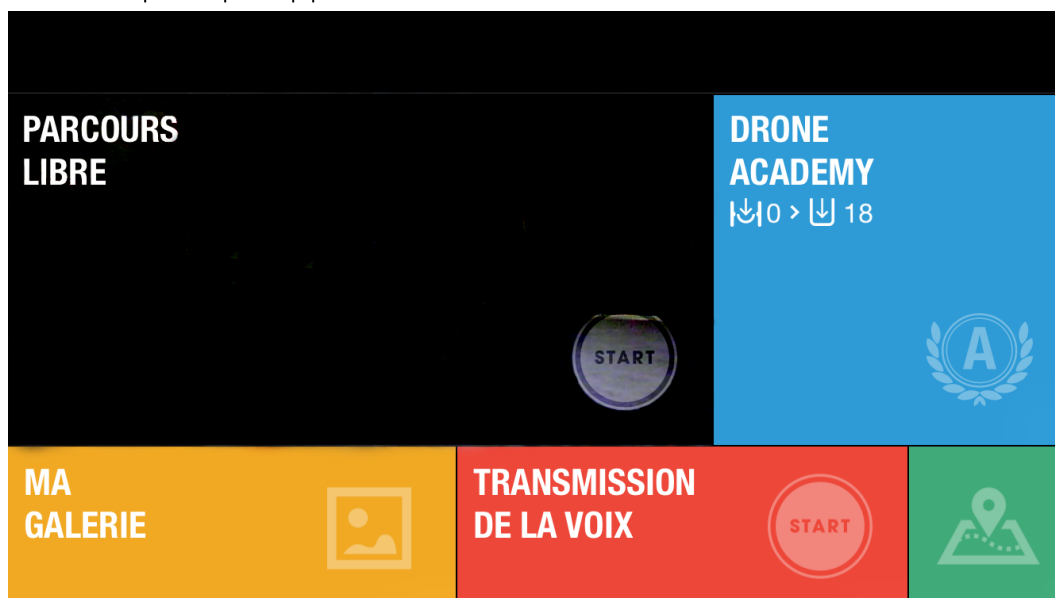 PARCOURS
LIBRE
START
DRONE
ACADEMY
0 > 18
A
MA
GALERIE
TRANSMISSION
DE LA VOIX
START